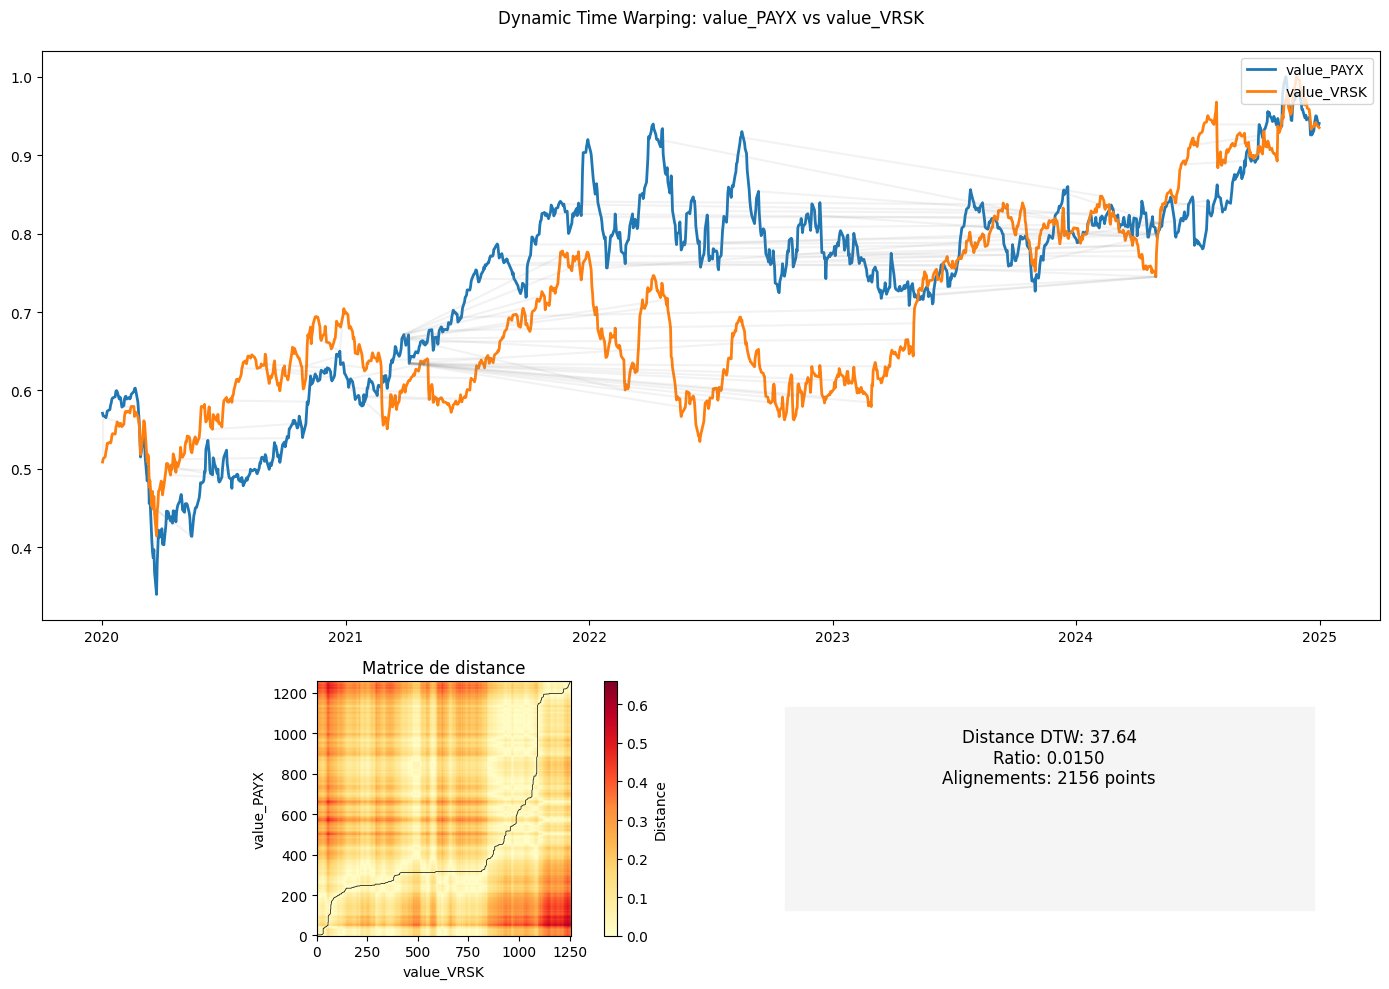 Dynamic Time Warping: value_PAYX vs value_VRSK
value_PAYX
value_VRSK
1.0
0.9
0.8
0.7
0.6
0.5
0.4
2020 2021 2022 2023 2024 2025
Matrice de distance
value_PAYX
1200
1000
800
600
400
200
0
0 250 500 750 1000 1250
value_VRSK
0.6
0.5
0.4
0.3
0.2
0.1
0.0
Distance
Distance DTW: 37.64
Ratio: 0.0150
Alignements: 2156 points